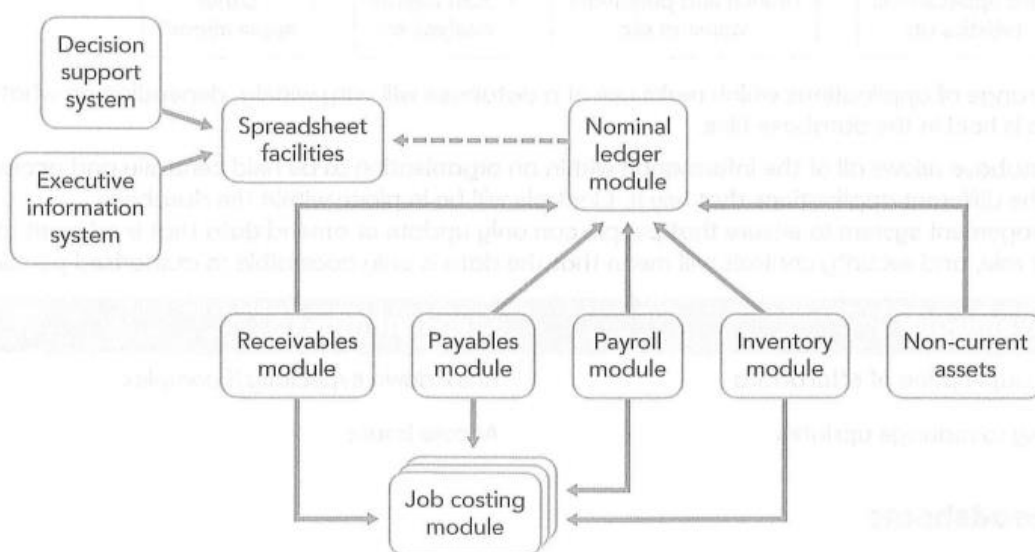 Decision
support
system
Executive
information
system
Spreadsheet
facilities
Nominal
ledger
module
Receivables
module
Payables
module
Payroll
module
Inventory
module
Non-current
assets
Job costing
module